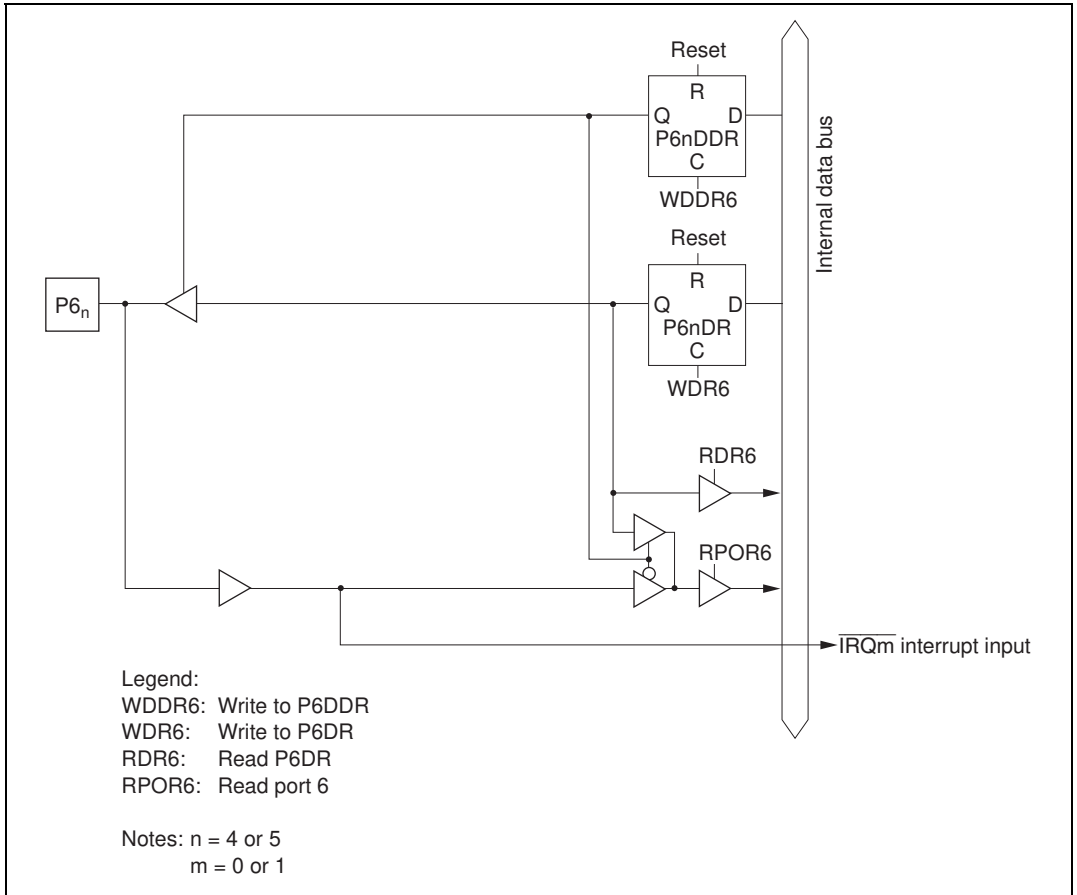 Reset
R
Q D
P6nDDR
C
WDDR6
Internal data bus
Reset
R
P6n
Q D
P6nDR
C
WDR6
RDR6
RPOR6
IRQm interrupt input
Legend:
WDDR6: Write to P6DDR
WDR6: Write to P6DR
RDR6: Read P6DR
RPOR6: Read port 6
Notes: n = 4 or 5
m = 0 or 1